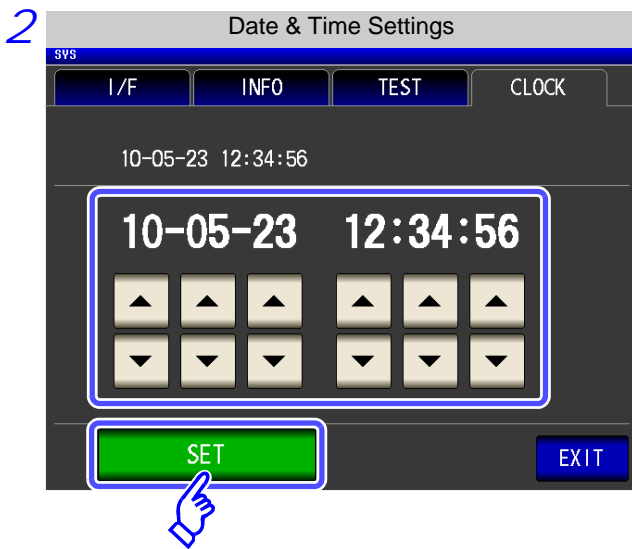 2
Date & Time Settings
SYS
I/F INFO TEST CLOCK
10-05-23 12:34:56
10-05-23 12:34:56
SET
EXIT